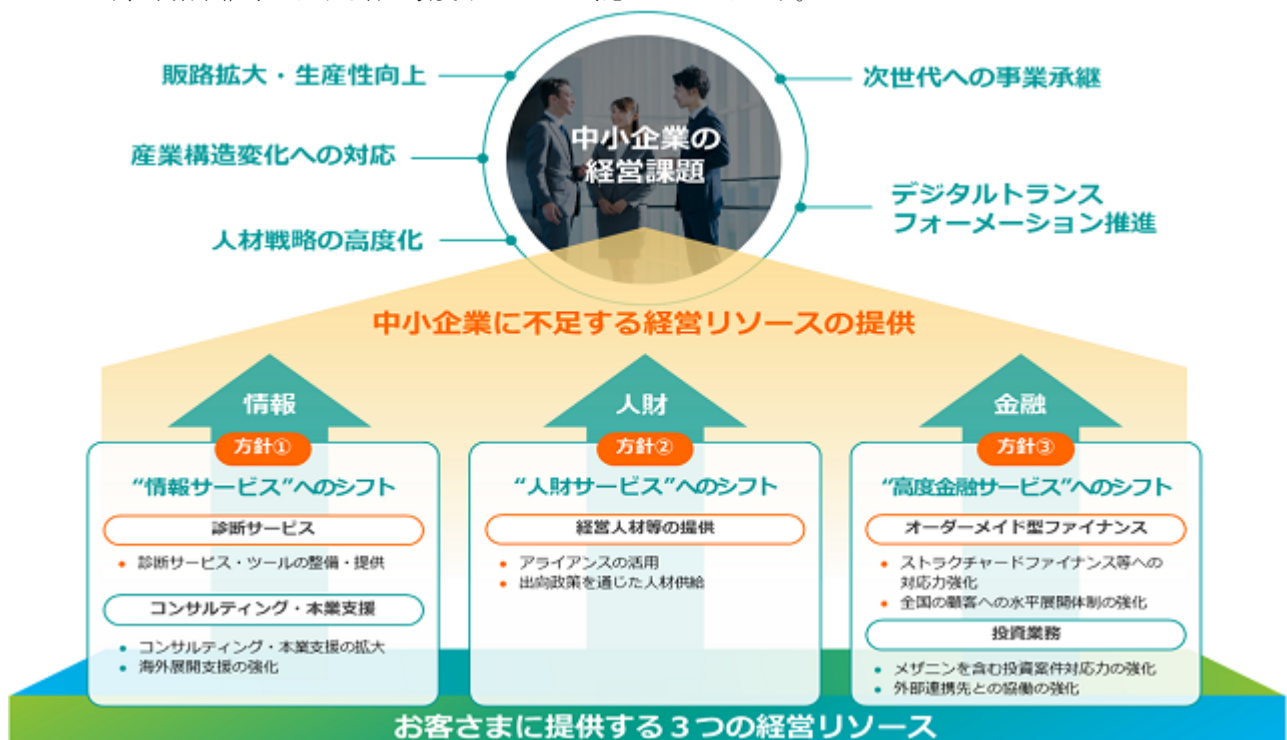 販路拡大・生産性向上
産業構造変化への対応
人材戦略の高度化
中小企業の
経営課題
次世代への事業承継
デジタルトランス
フォーメーション推進
中小企業に不足する経営リソースの提供
情報
方針①
“情報サービス”へのシフト
診断サービス
• 診断サービス・ツールの整備・提供
コンサルティング・本業支援
• コンサルティング・本業支援の拡大
• 海外展開支援の強化
人財
方針②
“人財サービス”へのシフト
経営人材等の提供
• アライアンスの活用
• 出向政策を通じた人材供給
金融
方針③
“高度金融サービス”へのシフト
オーダーメイド型ファイナンス
• ストラクチャードファイナンス等への
対応力強化
• 全国の顧客への水平展開体制の強化
投資業務
• メザニンを含む投資案件対応力の強化
• 外部連携先との協働の強化
お客さまに提供する3つの経営リソース